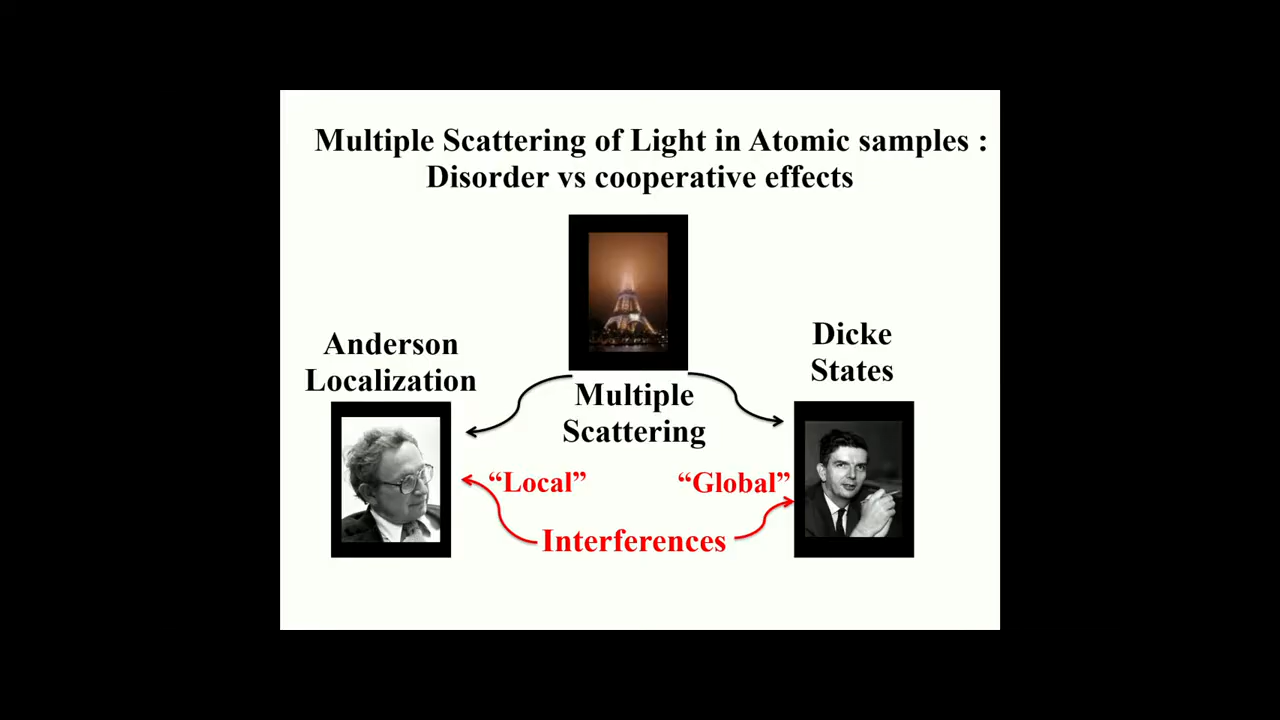 Multiple Scattering of Light in Atomic samples :
Disorder vs cooperative effects
Anderson
Localization
Dicke
States
Multiple
Scattering
“Local”
“Global”
Interferences